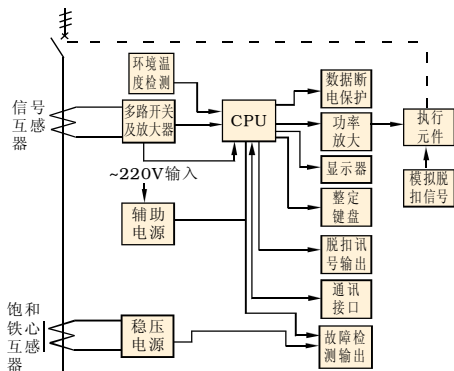 环境温
度检测
信号
互感
器
多路开关
及放大器
CPU
数据断
电保护
功率
放大
执行
元件
显示器
模拟脱
扣信号
~220V输入
整定
键盘
辅助
电源
脱扣讯
号输出
通讯
接口
饱和
铁心
互感
器
稳压
电源
故障检
测输出